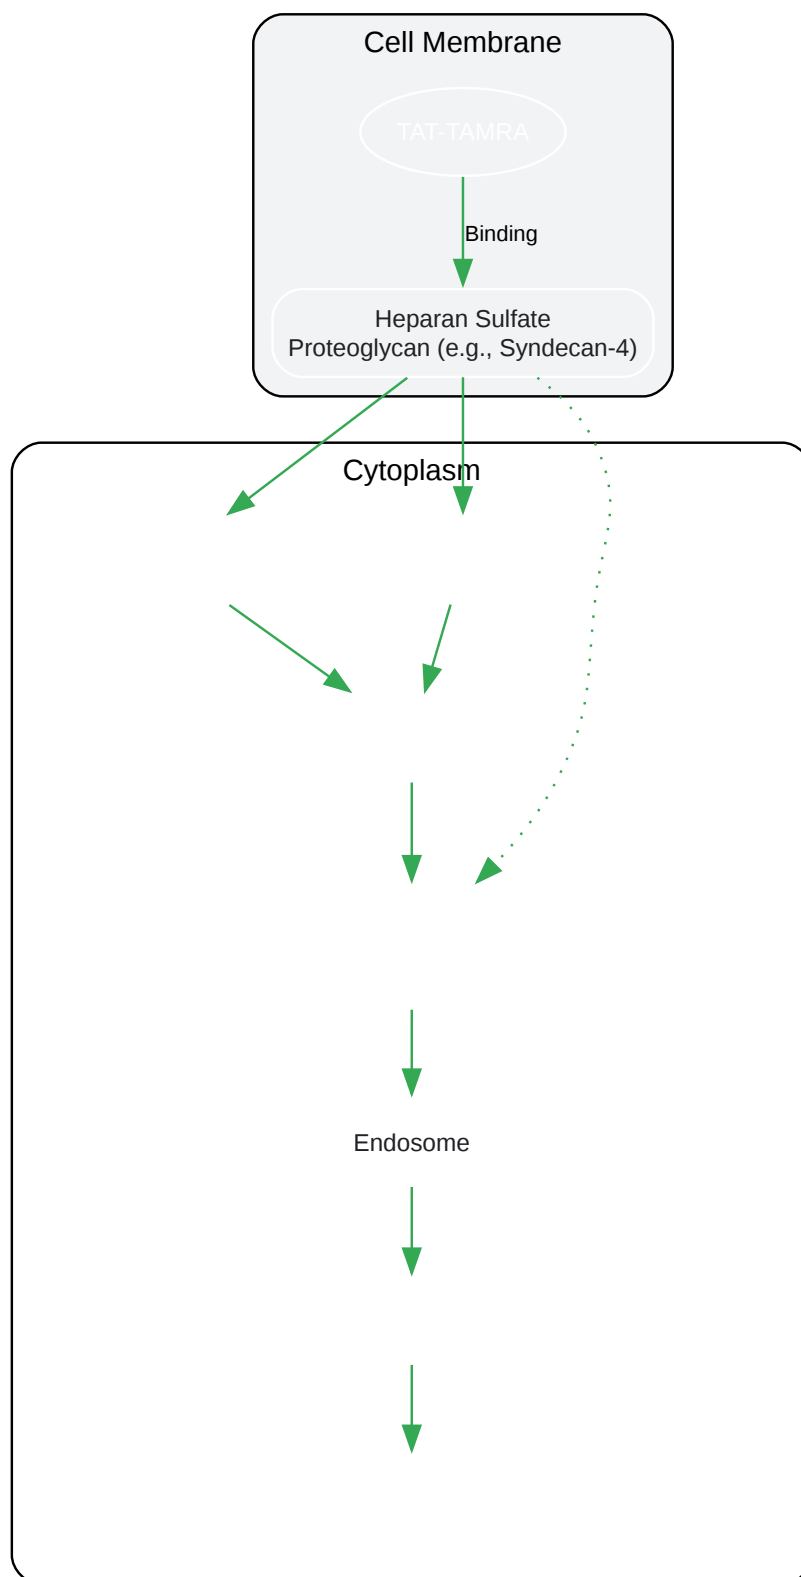 Cell Membrane
TAT-TAMRA
Binding
Heparan Sulfate
Proteoglycan (e.g., Syndecan-4)
Cytoplasm
Endosome